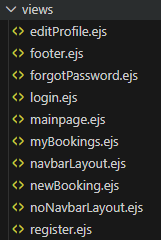 views
editProfile.ejs
footer.ejs
forgotPassword.ejs
login.ejs
mainpage.ejs
myBookings.ejs
navbarLayout.ejs
newBooking.ejs
noNavbarLayout.ejs
register.ejs